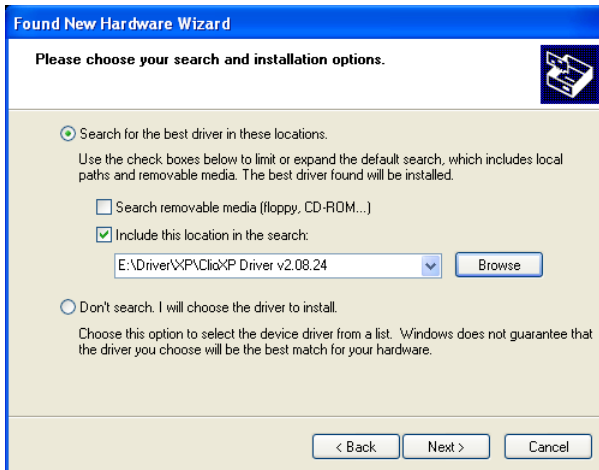 Found New Hardware Wizard
Please choose your search and installation options.
Search for the best driver in these locations.
Use the check boxes below to limit or expand the default search, which includes local
paths and removable media. The best driver found will be installed.
Search removable media (floppy, CD-ROM...)
Include this location in the search:
E:\Driver\XP\ClioXP Driver v2.08.24
Browse
Don't search. I will choose the driver to install.
Choose this option to select the device driver from a list. Windows does not guarantee that
the driver you choose will be the best match for your hardware.
< Back
Next >
Cancel